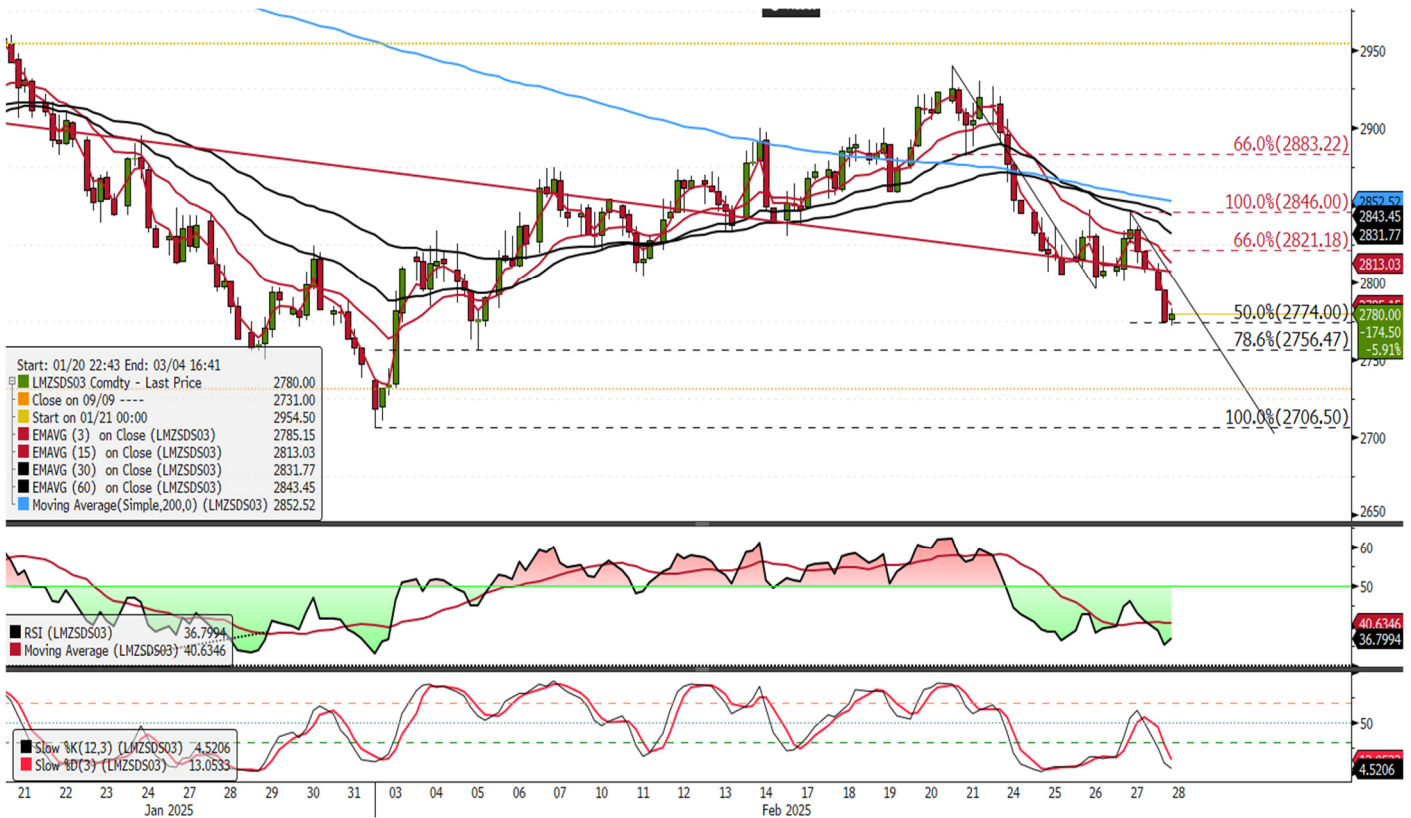 2950
2900
2800
2750
2700
2650
66.0%(2883.22)
100.0%(2846.00)
66.0%(2821.18)
50.0%(2774.00)
78.6%(2756.47)
100.0%(2706.50)
2852.52
2843.45
2831.77
2813.03
2785.15
2780.00
-174.50
-5.91%
Start: 01/20 22:43 End: 03/04 16:41
LMZSDS03 Comdty - Last Price 2780.00
Close on 09/09 ---- 2731.00
Start on 01/21 00:00 2954.50
EMAVG (3) on Close (LMZSDS03) 2785.15
EMAVG (15) on Close (LMZSDS03) 2813.03
EMAVG (30) on Close (LMZSDS03) 2831.77
EMAVG (60) on Close (LMZSDS03) 2843.45
Moving Average(Simple,200,0) (LMZSDS03) 2852.52
60
50
40.6346
36.7994
RSI (LMZSDS03) 36.7994
Moving Average (LMZSDS03) 40.6346
50
13.0533
4.5206
Slow %K(12,3) (LMZSDS03) 4.5206
Slow %D(3) (LMZSDS03) 13.0533
21 22 23 24 27 28 28 29 30 31 03 04 05 06 07 10 11 12 13 14 17 18 19 20 21 24 25 26 27 28
Jan 2025 Feb 2025